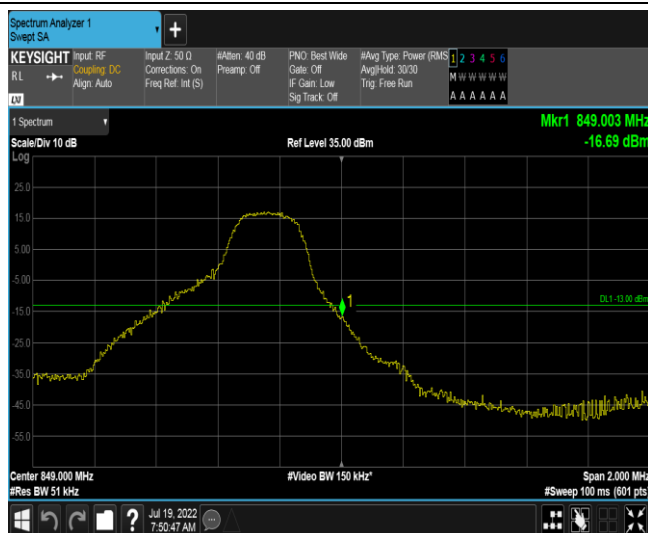 Spectrum Analyzer 1
Swept SA
+
KEYSIGHT
RL
Input: RF
Coupling: DC
Align: Auto
Input Z: 50 Ω
Corrections: On
Freq Ref: Int (S)
#Atten: 40 dB
Preamp: Off
PNO: Best Wide
Gate: Off
IF Gain: Low
Sig Track: Off
#Avg Type: Power (RMS
Avg|Hold: 30/30
Trig: Free Run
1 2 3 4 5 6
M W W W W W
A A A A A A
1 Spectrum
Scale/Div 10 dB
Ref Level 35.00 dBm
Mkr1 849.003 MHz
-16.69 dBm
Log
25.0
15.0
5.00
-5.00
-15.0
-25.0
-35.0
-45.0
-55.0
1
DL1 -13.00 dBm
Center 849.000 MHz
#Res BW 51 kHz
#Video BW 150 kHz*
Span 2.000 MHz
#Sweep 100 ms (601 pts)
?
Jul 19, 2022
7:50:47 AM